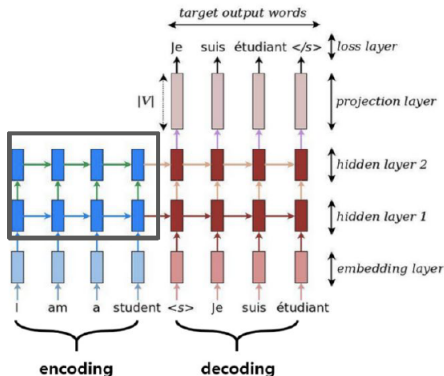 target output words
Je suis étudiant </s>
loss layer
|V|
projection layer
hidden layer 2
hidden layer 1
embedding layer
I am a student <s> Je suis étudiant
encoding decoding